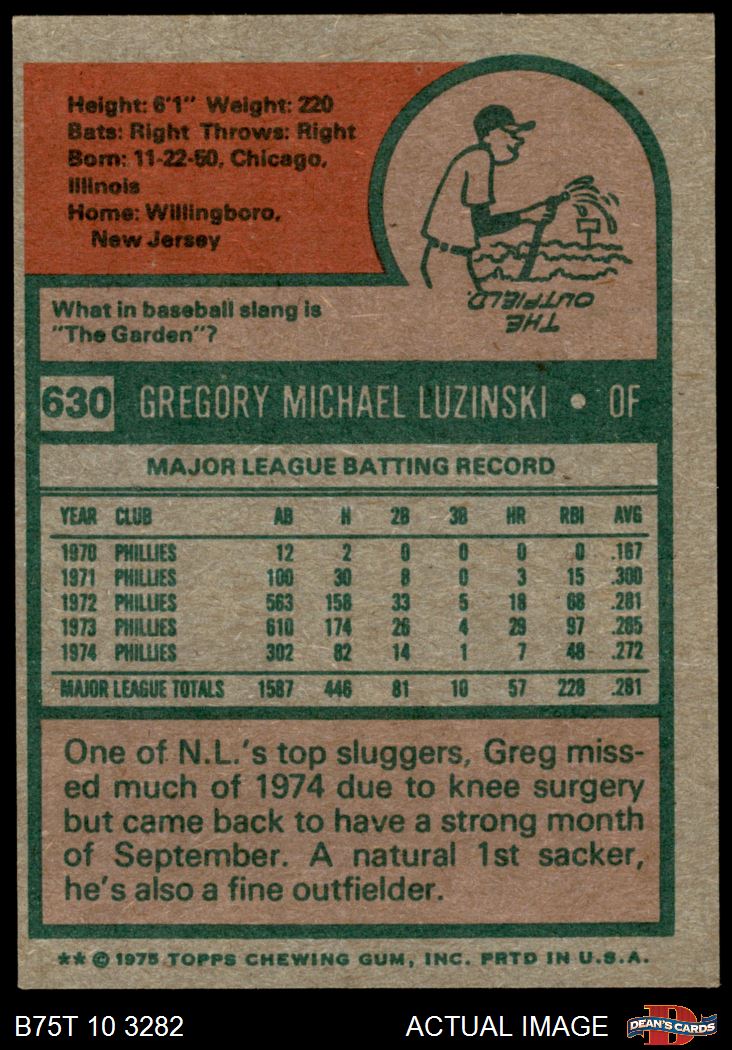 Height: 6'1" Weight: 220
Bats: Right Throws: Right
Born: 11-22-50, Chicago,
Illinois
Home: Willingboro,
New Jersey
What in baseball slang is
"The Garden"?
THE
OUTFIELD.
630 GREGORY MICHAEL LUZINSKI • OF
MAJOR LEAGUE BATTING RECORD
YEAR CLUB AB H 2B 3B HR RBI AVG
1970 PHILLIES 12 2 0 0 0 0 .167
1971 PHILLIES 100 30 8 0 3 15 .300
1972 PHILLIES 563 158 33 5 18 68 .281
1973 PHILLIES 610 174 26 4 29 97 .285
1974 PHILLIES 302 82 14 1 7 48 .272
MAJOR LEAGUE TOTALS 1587 446 81 10 57 228 .281
One of N.L.'s top sluggers, Greg miss-
ed much of 1974 due to knee surgery
but came back to have a strong month
of September. A natural 1st sacker,
he's also a fine outfielder.
** © 1975 TOPPS CHEWING GUM, INC. PRTD IN U.S.A.
B75T 10 3282 ACTUAL IMAGE D DEAN'S CARDS